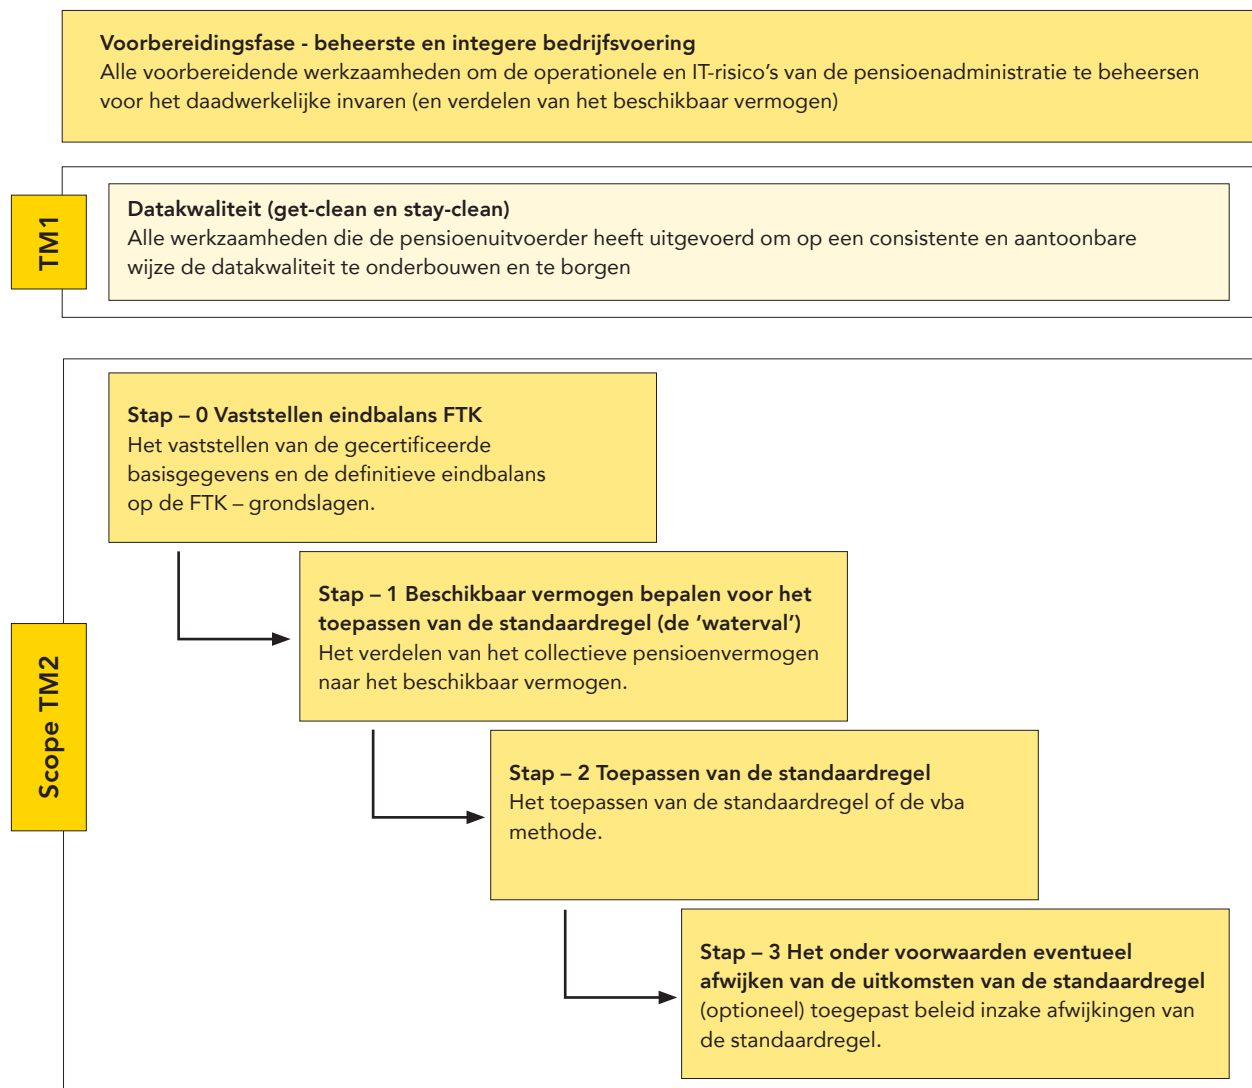 Voorbereidingsfase - beheerste en integere bedrijfsvoering
Alle voorbereidende werkzaamheden om de operationele en IT-risico’s van de pensioenadministratie te beheersen
voor het daadwerkelijke invaren (en verdelen van het beschikbaar vermogen)
TM1
Datakwaliteit (get-clean en stay-clean)
Alle werkzaamheden die de pensioenuitvoerder heeft uitgevoerd om op een consistente en aantoonbare
wijze de datakwaliteit te onderbouwen en te borgen
Scope TM2
Stap – 0 Vaststellen eindbalans FTK
Het vaststellen van de gecertificeerde
basisgegevens en de definitieve eindbalans
op de FTK – grondslagen.
Stap – 1 Beschikbaar vermogen bepalen voor het
toepassen van de standaardregel (de ‘waterval’)
Het verdelen van het collectieve pensioenvermogen
naar het beschikbaar vermogen.
Stap – 2 Toepassen van de standaardregel
Het toepassen van de standaardregel of de vba
methode.
Stap – 3 Het onder voorwaarden eventueel
afwijken van de uitkomsten van de standaardregel
(optioneel) toegepast beleid inzake afwijkingen van
de standaardregel.